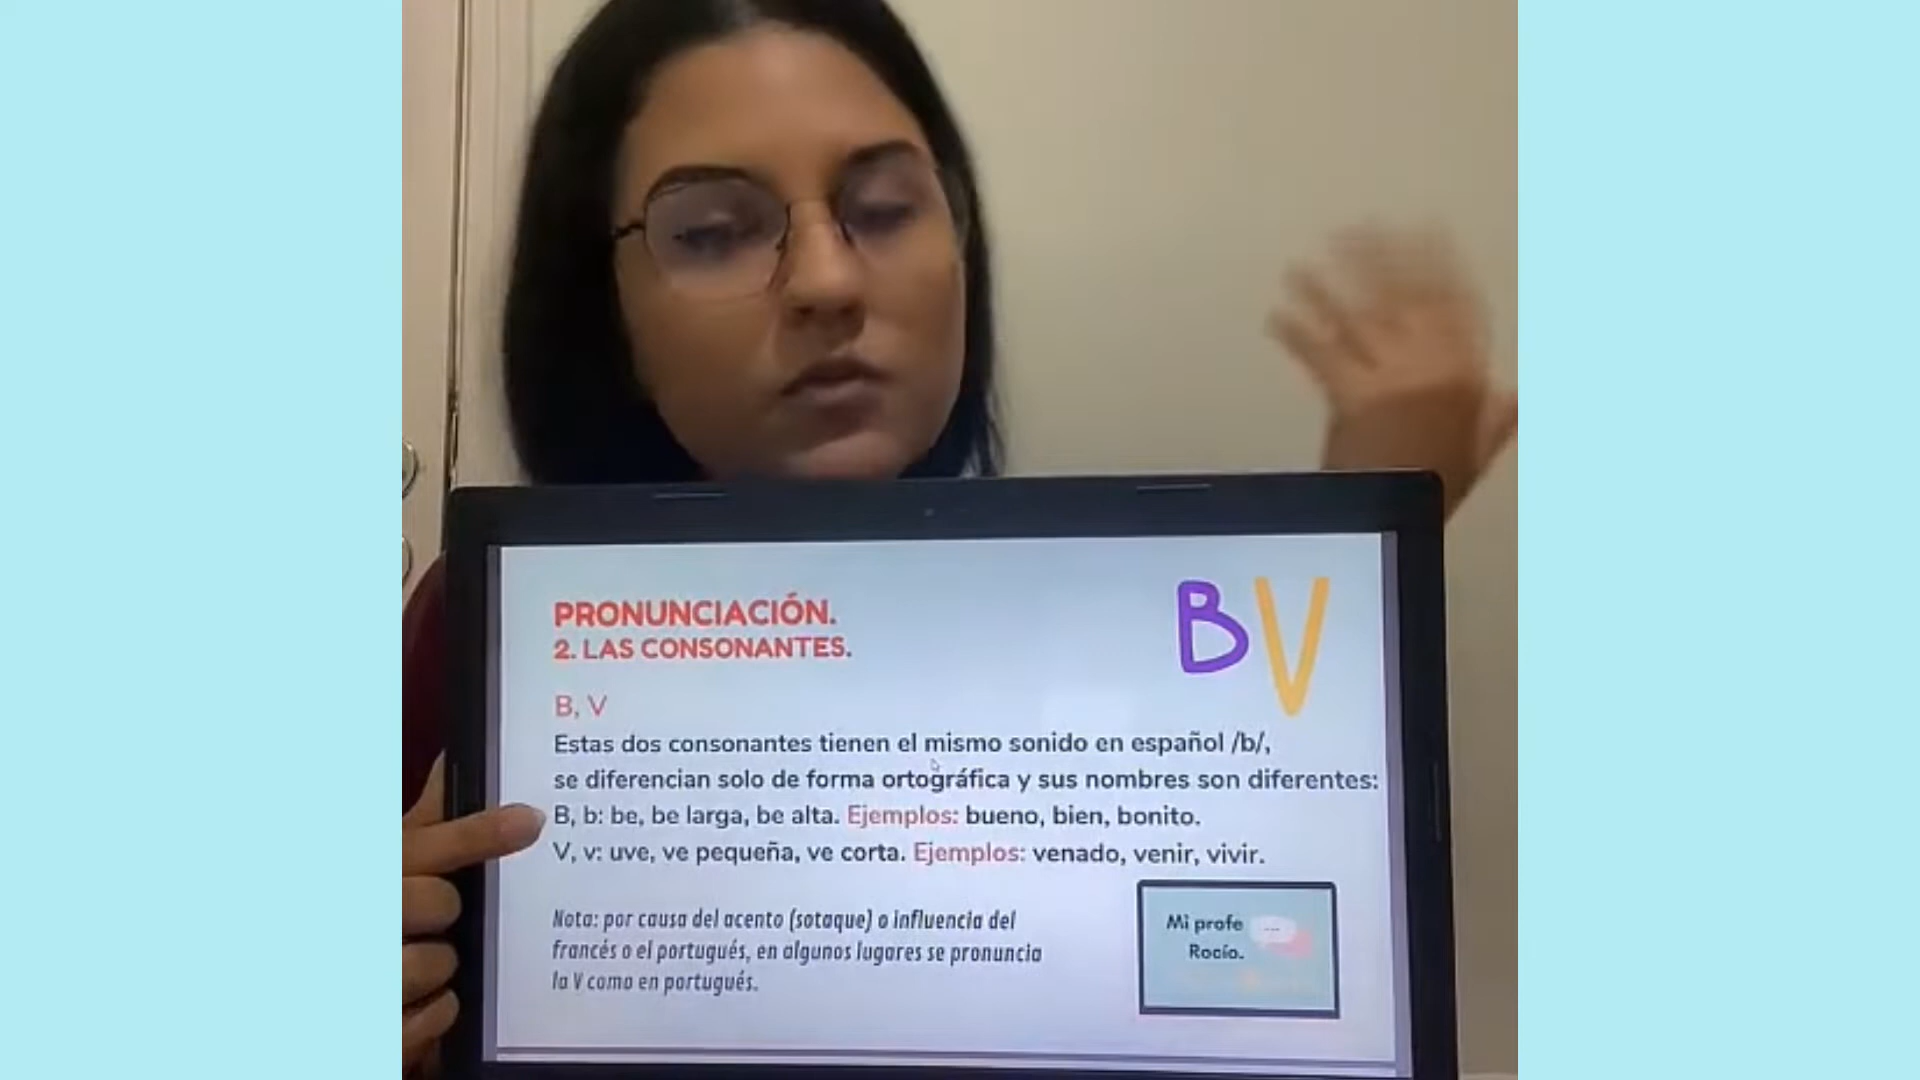 PRONUNCIACIÓN.
2. LAS CONSONANTES.
B V
B, V
Estas dos consonantes tienen el mismo sonido en español /b/,
se diferencian solo de forma ortográfica y sus nombres son diferentes:
B, b: be, be larga, be alta. Ejemplos: bueno, bien, bonito.
V, v: uve, ve pequeña, ve corta. Ejemplos: venado, venir, vivir.
Nota: por causa del acento (sotaque) o influencia del
francés o el portugués, en algunos lugares se pronuncia
la V como en portugués.
Mi profe
Rocío.